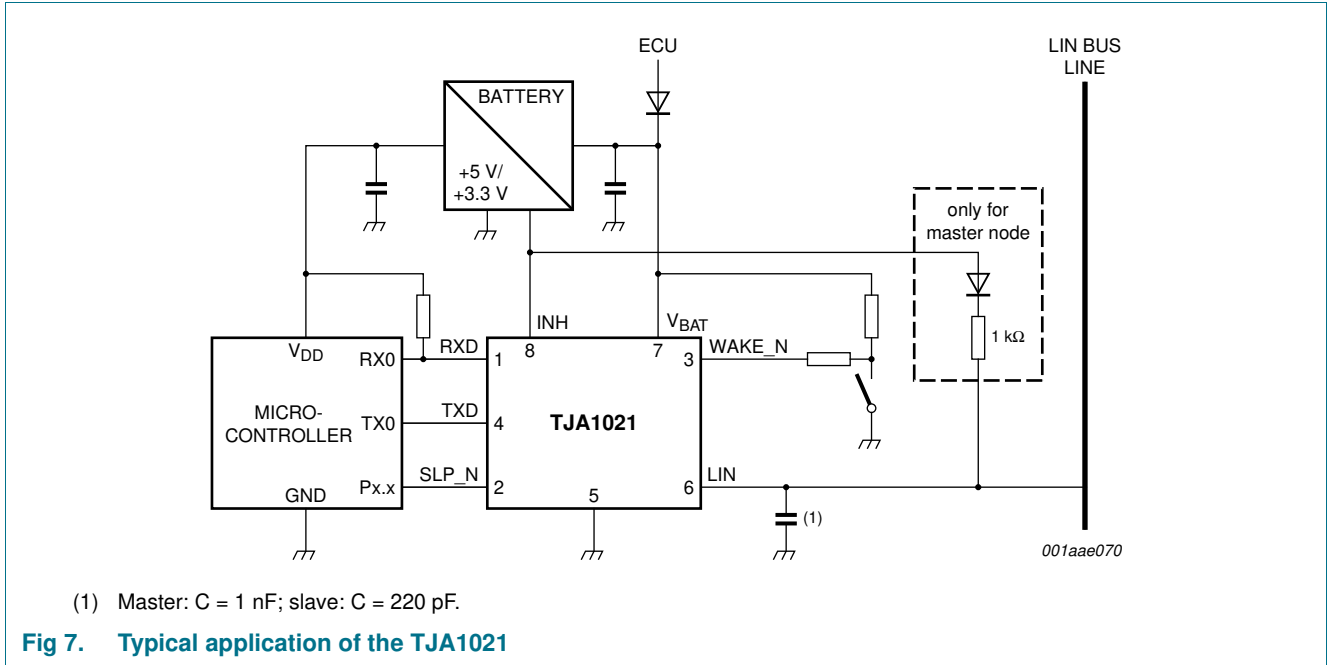 ECU
LIN BUS
LINE
BATTERY
+5 V/
+3.3 V
only for
master node
INH
VBAT
VDD
RX0
RXD
1
8
7
3
WAKE_N
1 kΩ
MICRO-
CONTROLLER
TX0
TXD
4
TJA1021
Px.x
SLP_N
2
GND
5
6
LIN
(1)
001aae070
(1) Master: C = 1 nF; slave: C = 220 pF.
Fig 7. Typical application of the TJA1021